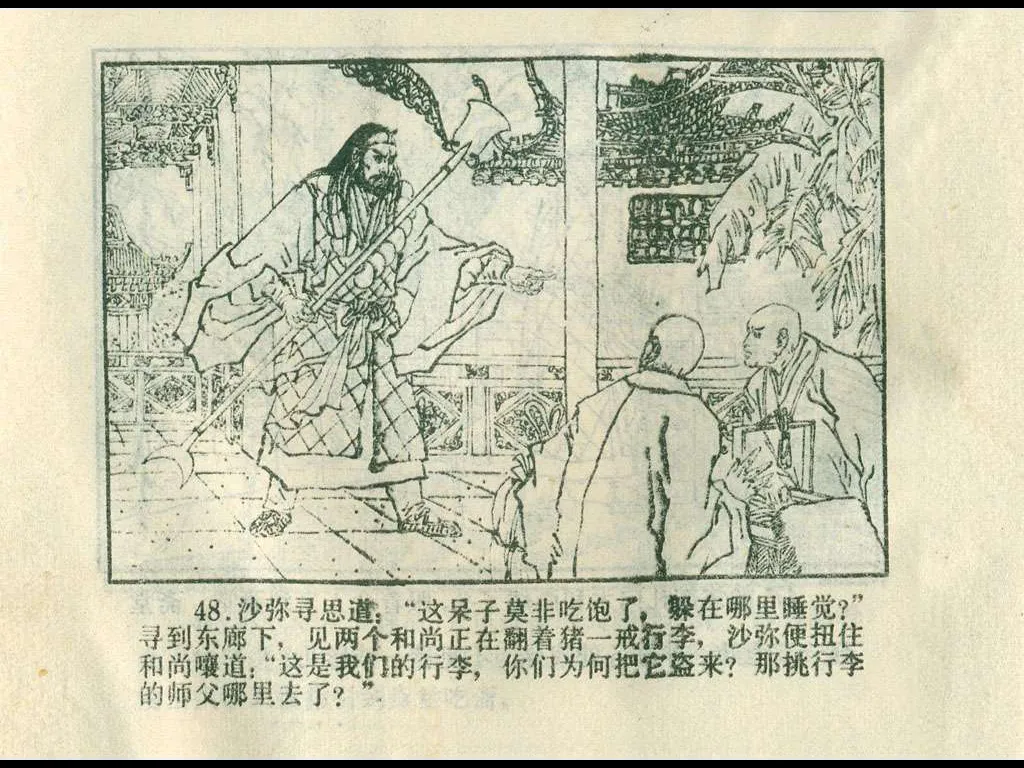 48.沙弥寻思道:“这呆子莫非吃饱了,躲在哪里睡觉?”
寻到东廊下,见两个和尚正在翻着猪一戒行李,沙弥便扭住
和尚嚷道:“这是我们的行李,你们为何把它盗来?那挑行李
的师父哪里去了?”